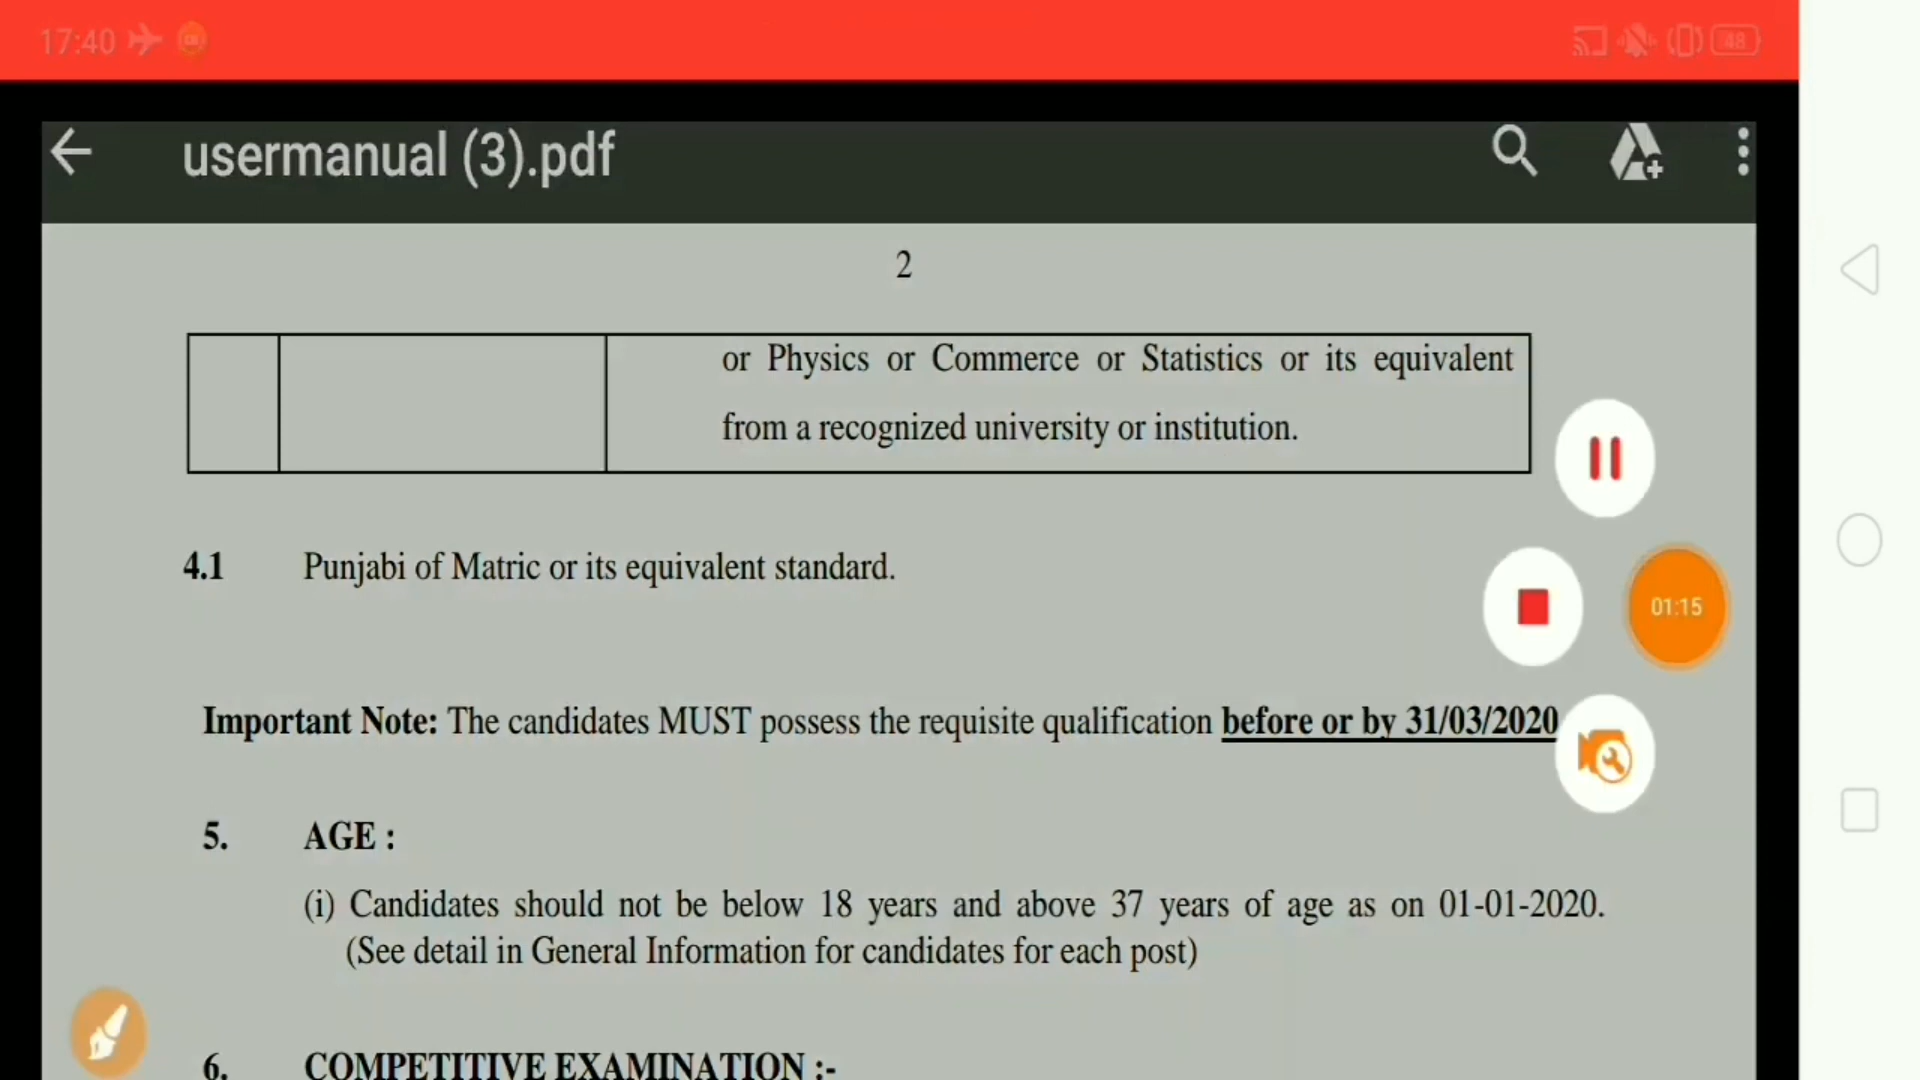 17:40
48
usermanual (3).pdf
2
or Physics or Commerce or Statistics or its equivalent
from a recognized university or institution.
4.1 Punjabi of Matric or its equivalent standard.
01:15
Important Note: The candidates MUST possess the requisite qualification before or by 31/03/2020
5. AGE :
(i) Candidates should not be below 18 years and above 37 years of age as on 01-01-2020.
(See detail in General Information for candidates for each post)
6. COMPETITIVE EXAMINATION :-